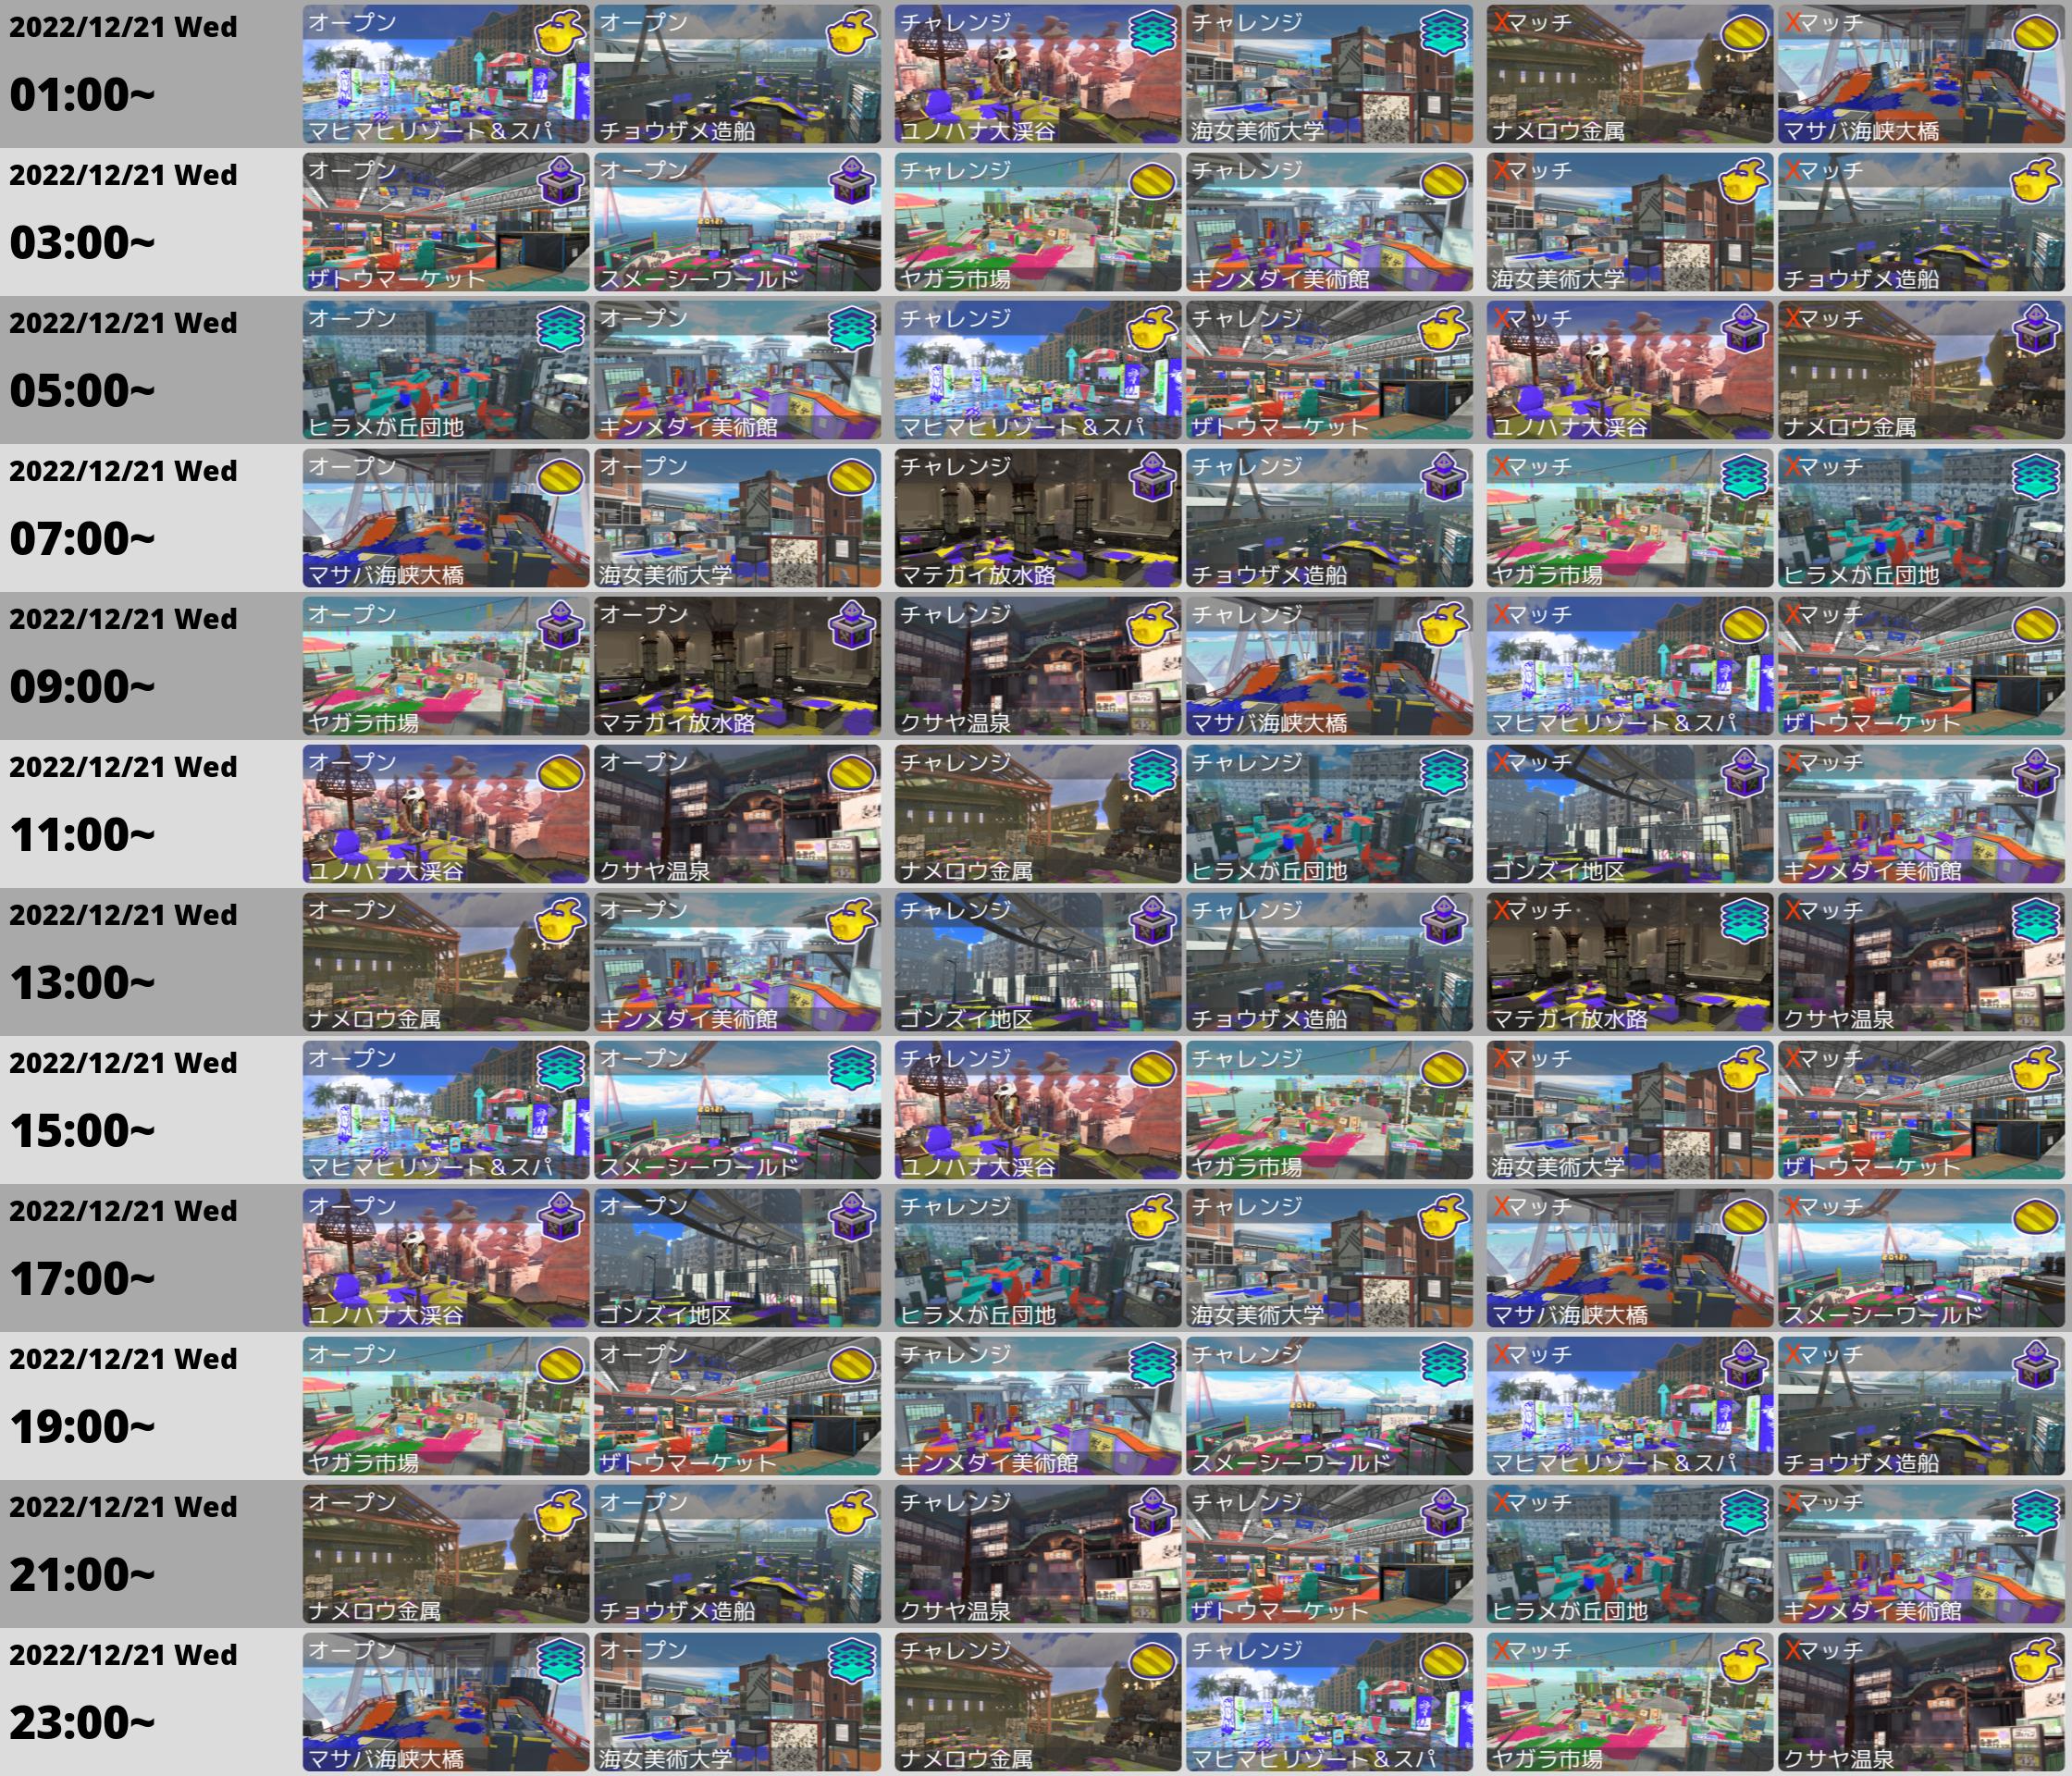 2022/12/21 Wed
01:00~
オープン オープン チャレンジ チャレンジ Xマッチ Xマッチ
マヒマヒリゾート＆スパ チョウザメ造船 ユノハナ大渓谷 海女美術大学 ナメロウ金属 マサバ海峡大橋
2022/12/21 Wed
03:00~
オープン オープン チャレンジ チャレンジ Xマッチ Xマッチ
ザトウマーケット スメーシーワールド ヤガラ市場 キンメダイ美術館 海女美術大学 チョウザメ造船
2022/12/21 Wed
05:00~
オープン オープン チャレンジ チャレンジ Xマッチ Xマッチ
ヒラメが丘団地 キンメダイ美術館 マヒマヒリゾート＆スパ ザトウマーケット ユノハナ大渓谷 ナメロウ金属
2022/12/21 Wed
07:00~
オープン オープン チャレンジ チャレンジ Xマッチ Xマッチ
マサバ海峡大橋 海女美術大学 マテガイ放水路 チョウザメ造船 ヤガラ市場 ヒラメが丘団地
2022/12/21 Wed
09:00~
オープン オープン チャレンジ チャレンジ Xマッチ Xマッチ
ヤガラ市場 マテガイ放水路 クサヤ温泉 マサバ海峡大橋 マヒマヒリゾート＆スパ ザトウマーケット
2022/12/21 Wed
11:00~
オープン オープン チャレンジ チャレンジ Xマッチ Xマッチ
ユノハナ大渓谷 クサヤ温泉 ナメロウ金属 ヒラメが丘団地 ゴンズイ地区 キンメダイ美術館
2022/12/21 Wed
13:00~
オープン オープン チャレンジ チャレンジ Xマッチ Xマッチ
ナメロウ金属 キンメダイ美術館 ゴンズイ地区 チョウザメ造船 マテガイ放水路 クサヤ温泉
2022/12/21 Wed
15:00~
オープン オープン チャレンジ チャレンジ Xマッチ Xマッチ
マヒマヒリゾート＆スパ スメーシーワールド ユノハナ大渓谷 ヤガラ市場 海女美術大学 ザトウマーケット
2022/12/21 Wed
17:00~
オープン オープン チャレンジ チャレンジ Xマッチ Xマッチ
ユノハナ大渓谷 ゴンズイ地区 ヒラメが丘団地 海女美術大学 マサバ海峡大橋 スメーシーワールド
2022/12/21 Wed
19:00~
オープン オープン チャレンジ チャレンジ Xマッチ Xマッチ
ヤガラ市場 ザトウマーケット キンメダイ美術館 スメーシーワールド マヒマヒリゾート＆スパ チョウザメ造船
2022/12/21 Wed
21:00~
オープン オープン チャレンジ チャレンジ Xマッチ Xマッチ
ナメロウ金属 チョウザメ造船 クサヤ温泉 ザトウマーケット ヒラメが丘団地 キンメダイ美術館
2022/12/21 Wed
23:00~
オープン オープン チャレンジ チャレンジ Xマッチ Xマッチ
マサバ海峡大橋 海女美術大学 ナメロウ金属 マヒマヒリゾート＆スパ ヤガラ市場 クサヤ温泉